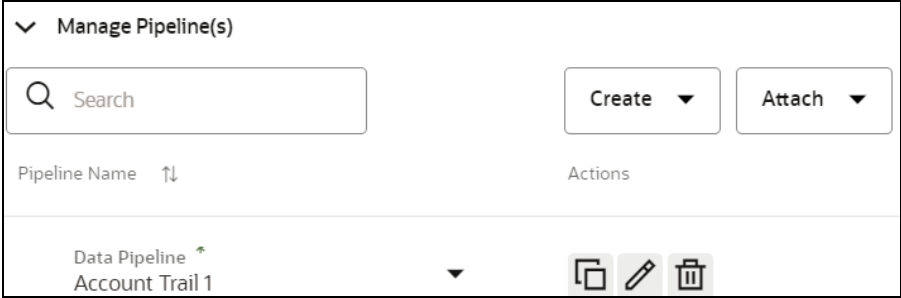 Manage Pipeline(s)
Search
Create
Attach
Pipeline Name
Actions
Data Pipeline
Account Trail 1